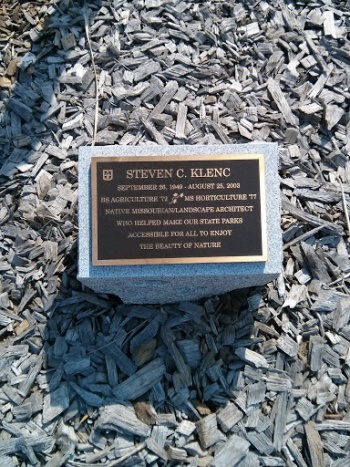 STEVEN C. KLENC
SEPTEMBER 26, 1949 - AUGUST 25, 2003
BS AGRICULTURE '72 MS HORTICULTURE '77
NATIVE MISSOURIAN/LANDSCAPE ARCHITECT
WHO HELPED MAKE OUR STATE PARKS
ACCESSIBLE FOR ALL TO ENJOY
THE BEAUTY OF NATURE